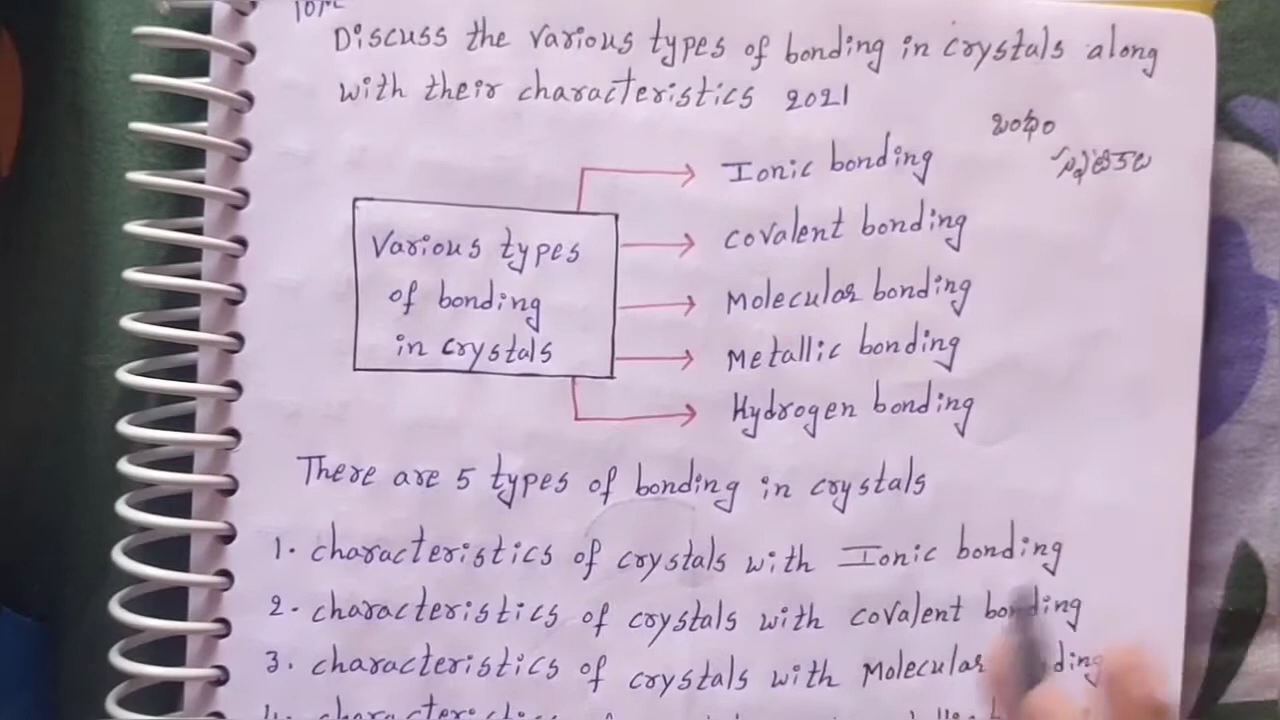 Discuss the various types of bonding in crystals along
with their characteristics 2021
బంధం
Ionic bonding
covalent bonding
Various types
of bonding
in crystals
Molecular bonding
Metallic bonding
Hydrogen bonding
There are 5 types of bonding in crystals
1. characteristics of crystals with Ionic bonding
2. characteristics of crystals with covalent bonding
3. characteristics of crystals with Molecular